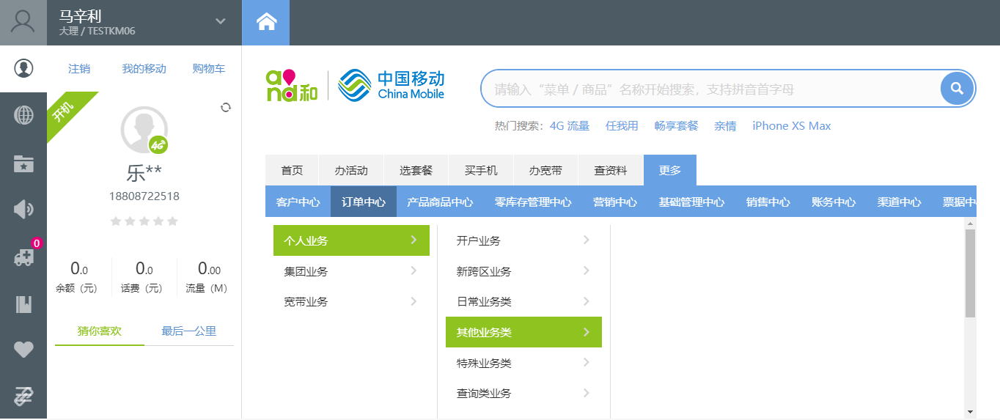 马辛利
大理 / TESTKM06
注销 我的移动 购物车
开机
4G
乐**
18808722518
0
0.0 0.0 0.00
余额（元） 话费（元） 流量（M）
猜你喜欢 最后一公里
and和 中国移动
China Mobile
请输入“菜单 / 商品”名称开始搜索，支持拼音首字母
热门搜索：4G 流量 任我用 畅享套餐 亲情 iPhone XS Max
首页 办活动 选套餐 买手机 办宽带 查资料 更多
客户中心 订单中心 产品商品中心 零库存管理中心 营销中心 基础管理中心 销售中心 账务中心 渠道中心 票据中
个人业务 开户业务
集团业务 新跨区业务
宽带业务 日常业务类
其他业务类
特殊业务类
查询类业务